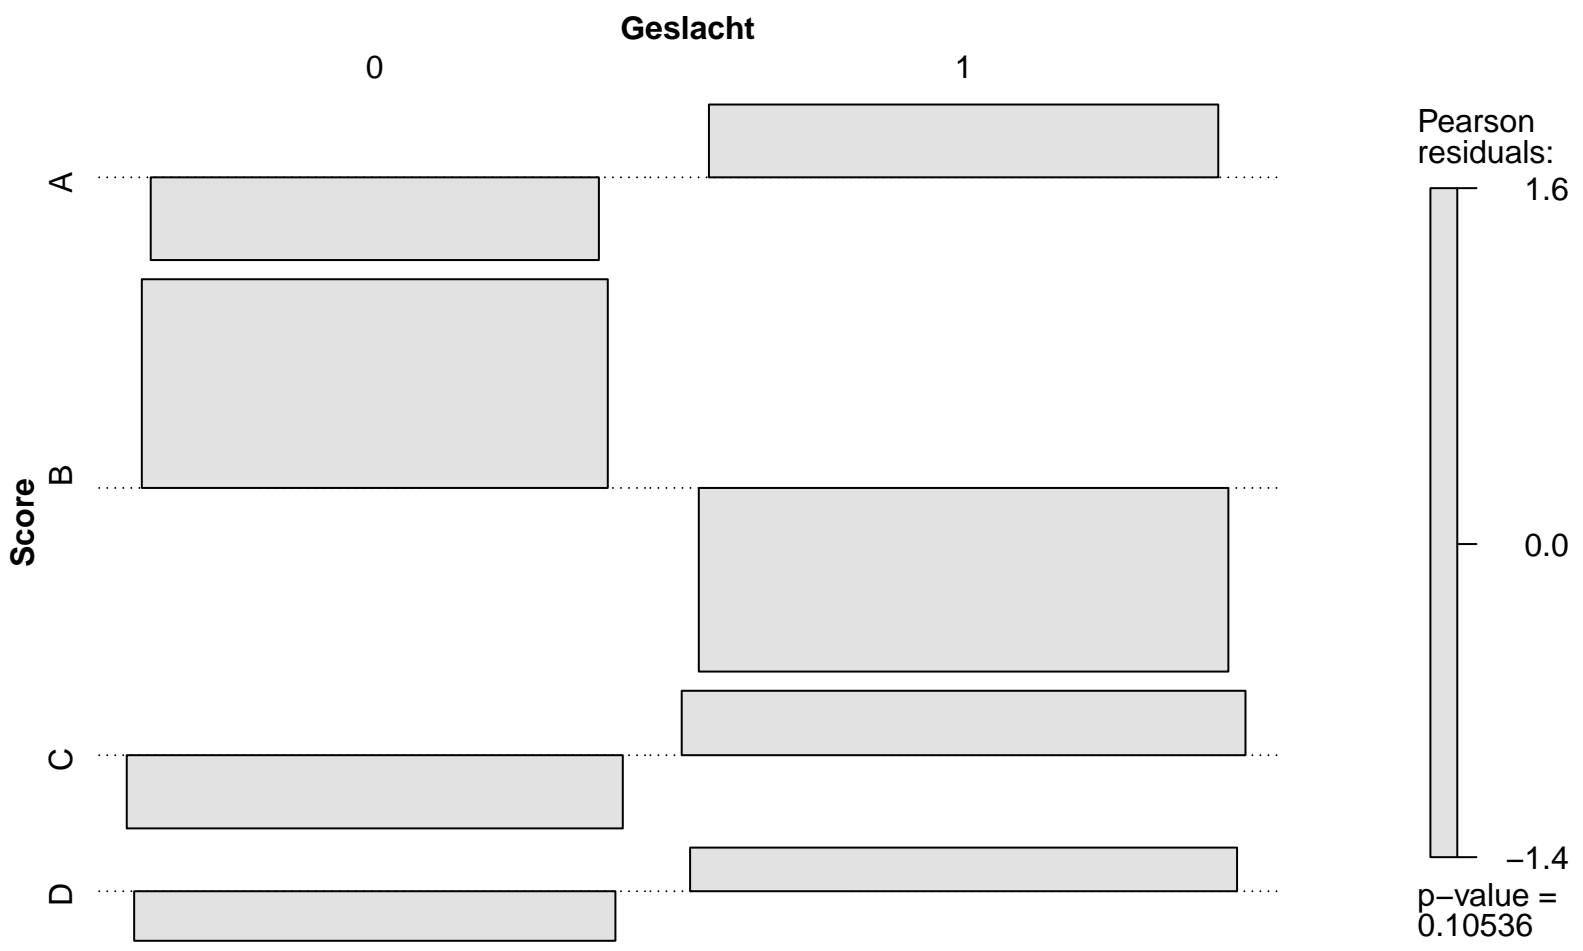 Geslacht
0 1
Score
A
B
C
D
Pearson
residuals:
1.6
0.0
−1.4
p−value =
0.10536